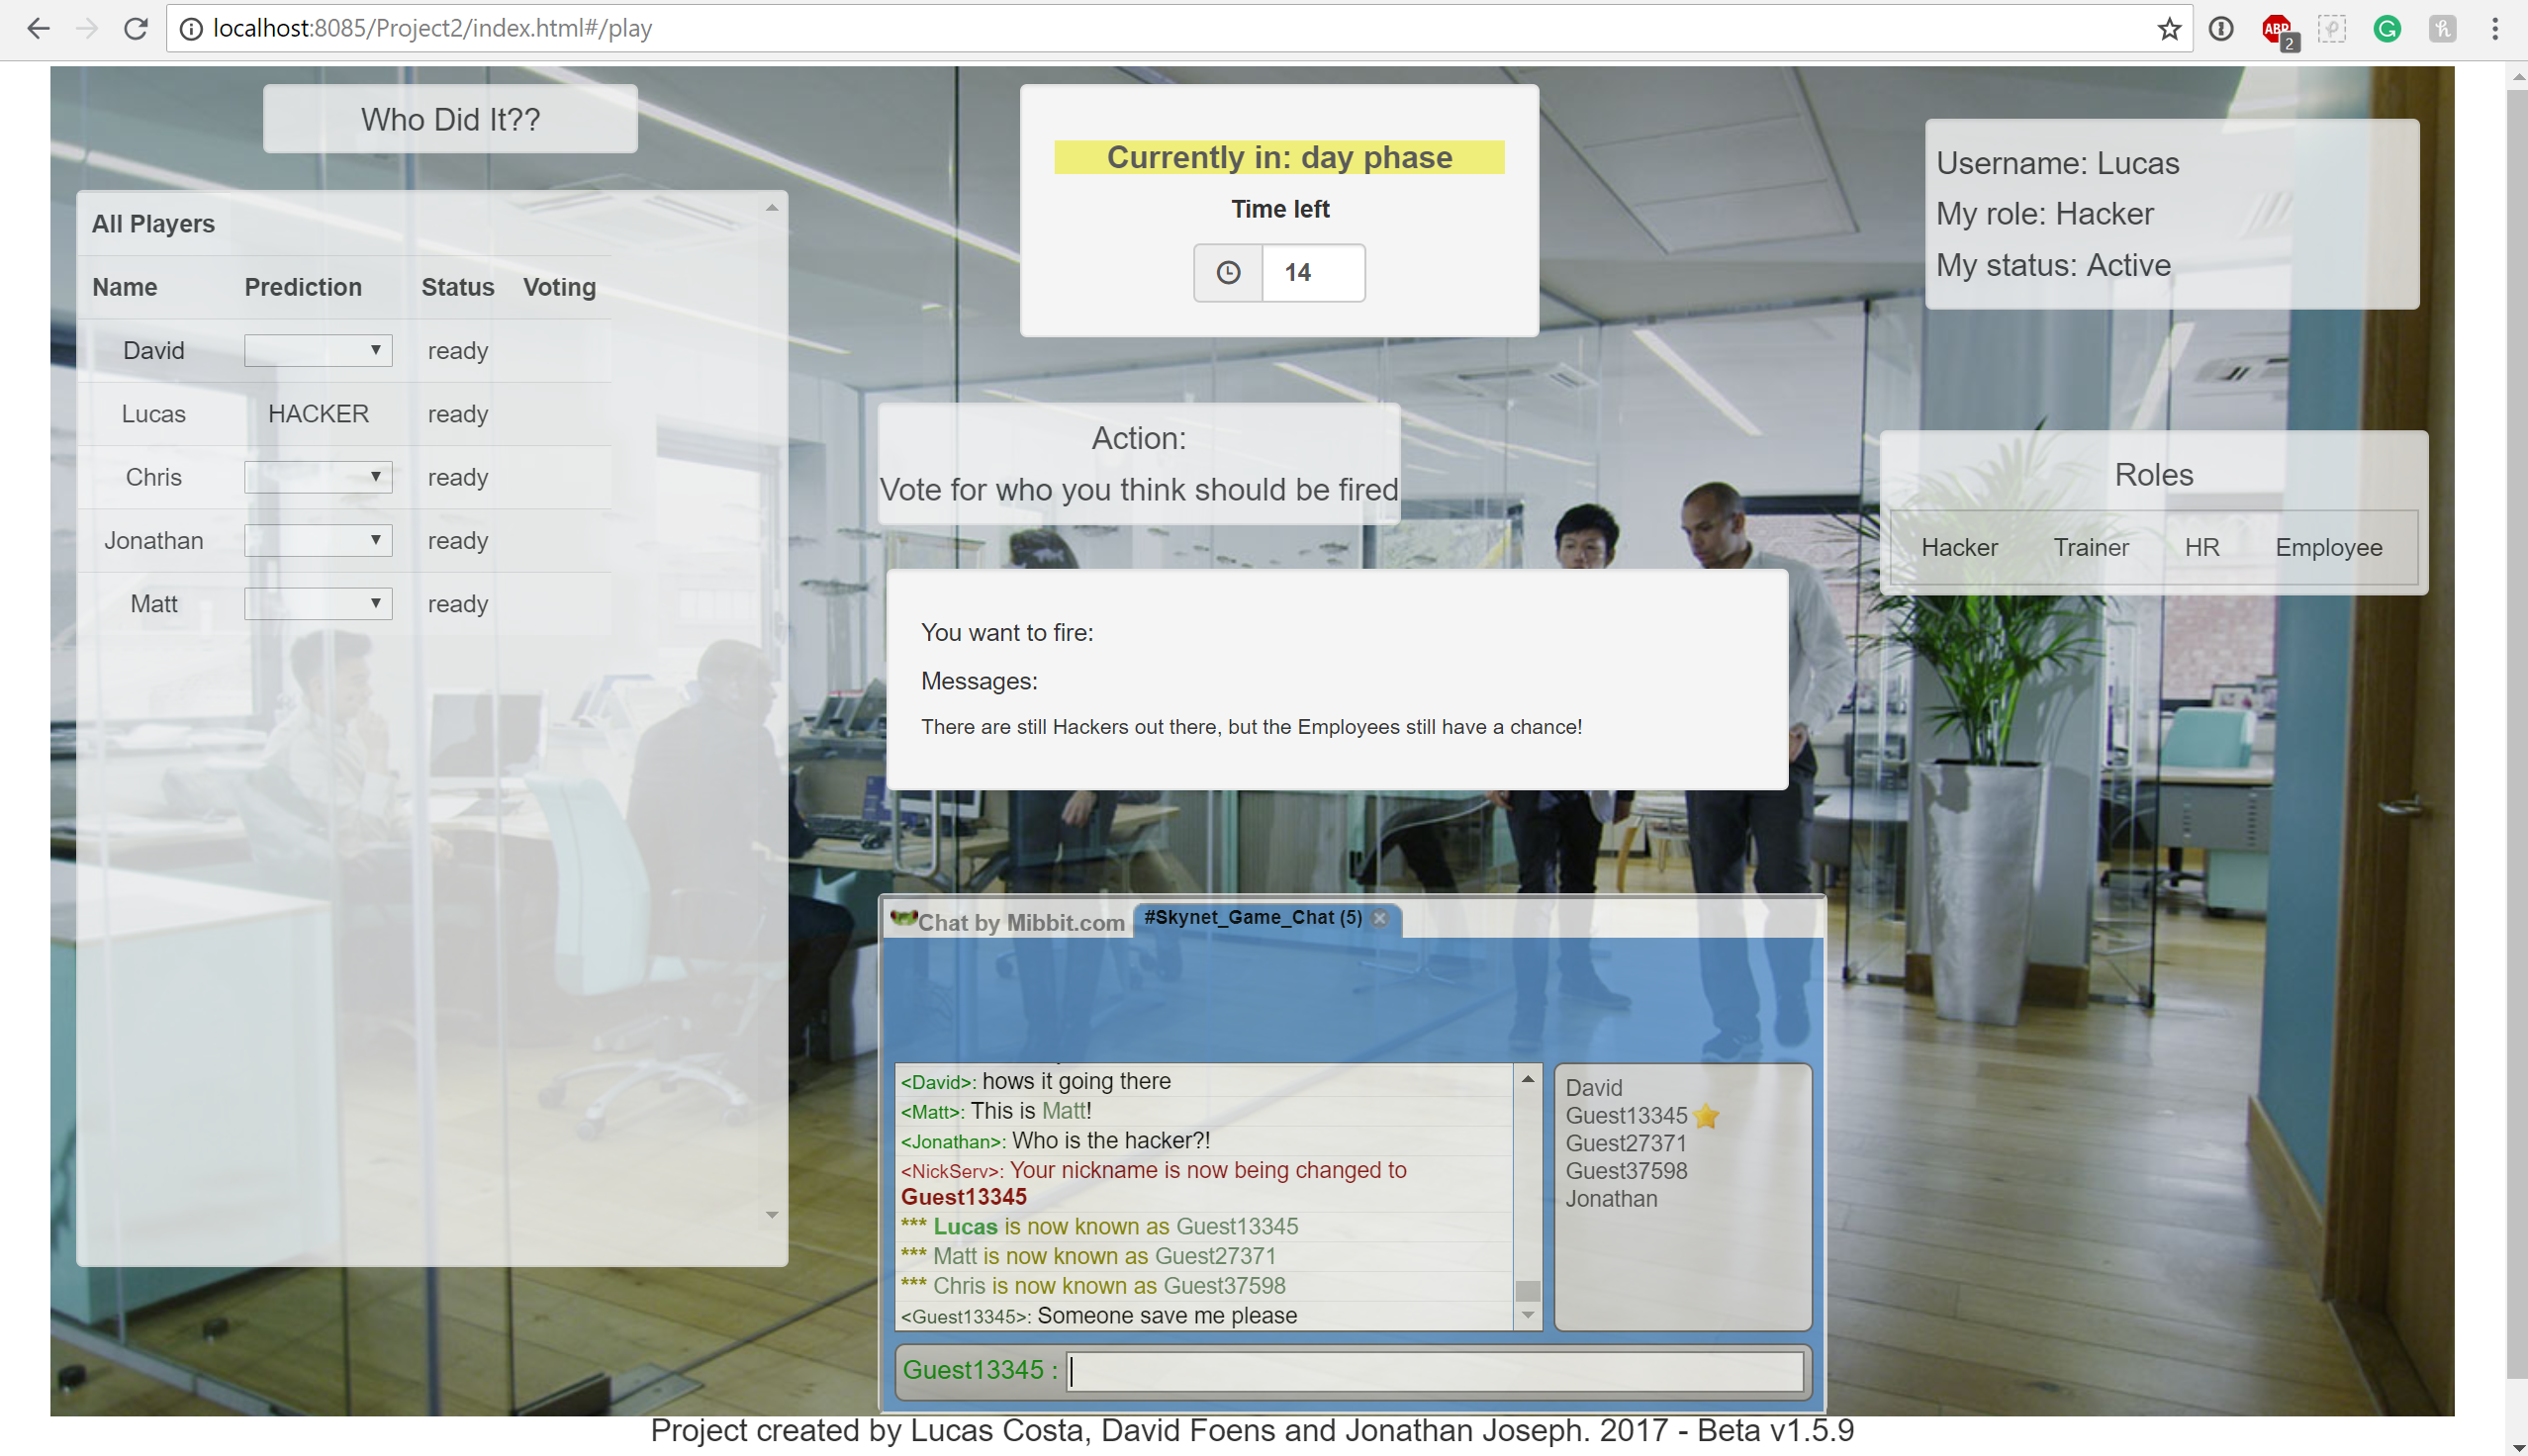 localhost:8085/Project2/index.html#/play
ABP
2
Who Did It??
All Players
Name Prediction Status Voting
David ready
Lucas HACKER ready
Chris ready
Jonathan ready
Matt ready
Currently in: day phase
Time left
14
Username: Lucas
My role: Hacker
My status: Active
Action:
Vote for who you think should be fired
Roles
Hacker Trainer HR Employee
You want to fire:
Messages:
There are still Hackers out there, but the Employees still have a chance!
Chat by Mibbit.com #Skynet_Game_Chat (5)
<David>: hows it going there
<Matt>: This is Matt!
<Jonathan>: Who is the hacker?!
<NickServ>: Your nickname is now being changed to
Guest13345
*** Lucas is now known as Guest13345
*** Matt is now known as Guest27371
*** Chris is now known as Guest37598
<Guest13345>: Someone save me please
David
Guest13345
Guest27371
Guest37598
Jonathan
Guest13345 :
Project created by Lucas Costa, David Foens and Jonathan Joseph. 2017 - Beta v1.5.9